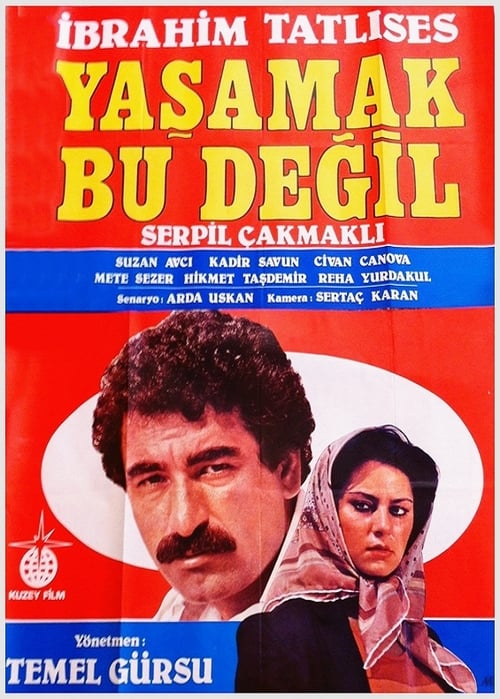 İBRAHİM TATLISES
YAŞAMAK
BU DEĞİL
SERPİL ÇAKMAKLI
SUZAN AVCI KADİR SAVUN CİVAN CANOVA
METE SEZER HİKMET TAŞDEMİR REHA YURDAKUL
Senaryo: ARDA USKAN Kamera: SERTAÇ KARAN
KUZEY FİLM
Yönetmen:
TEMEL GÜRSU